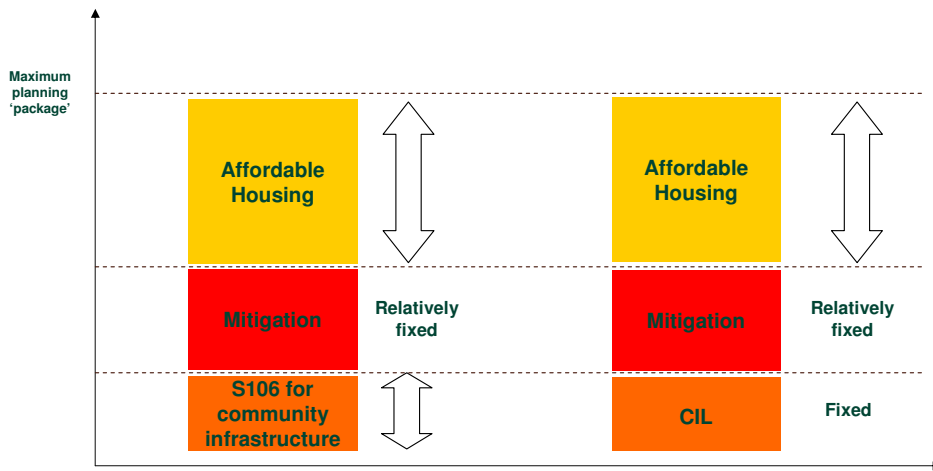 Maximum
planning
‘package’
Affordable
Housing
Mitigation
Relatively
fixed
S106 for
community
infrastructure
Affordable
Housing
Mitigation
Relatively
fixed
CIL
Fixed